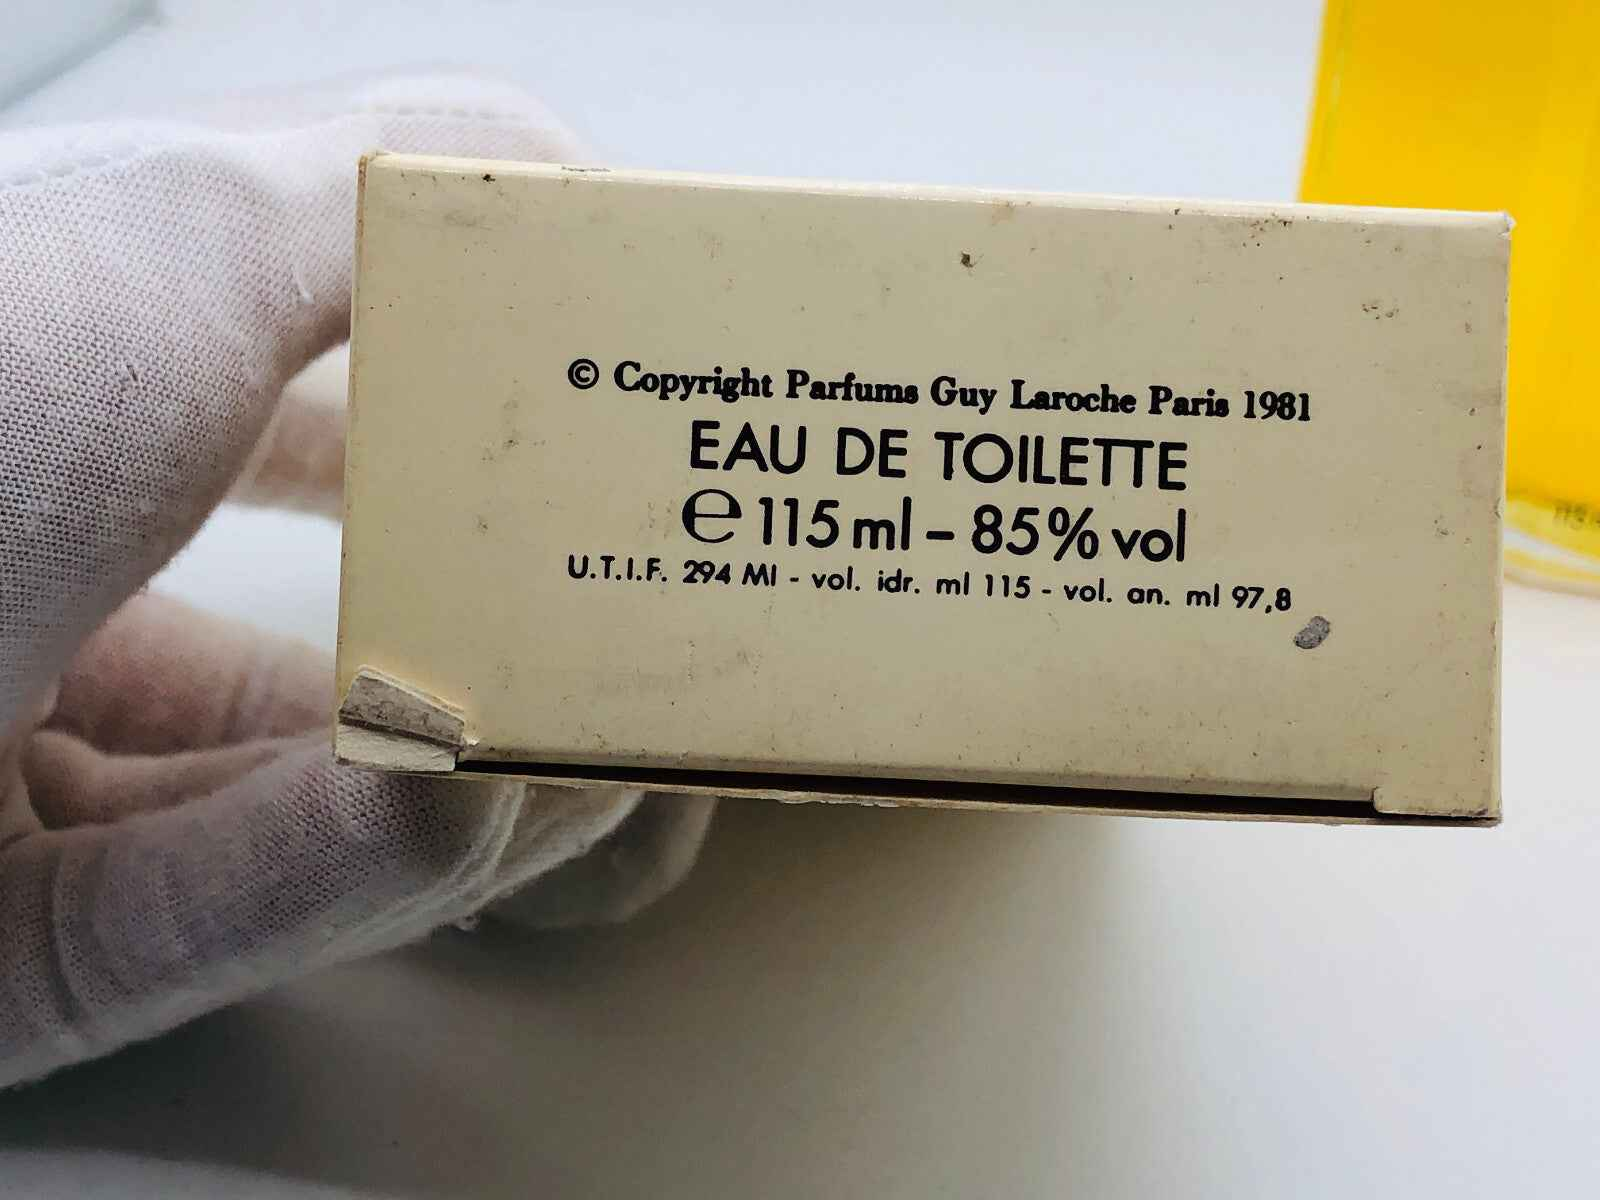 © Copyright Parfums Guy Laroche Paris 1981
EAU DE TOILETTE
℮ 115 ml - 85% vol
U.T.I.F. 294 MI - vol. idr. ml 115 - vol. an. ml 97,8